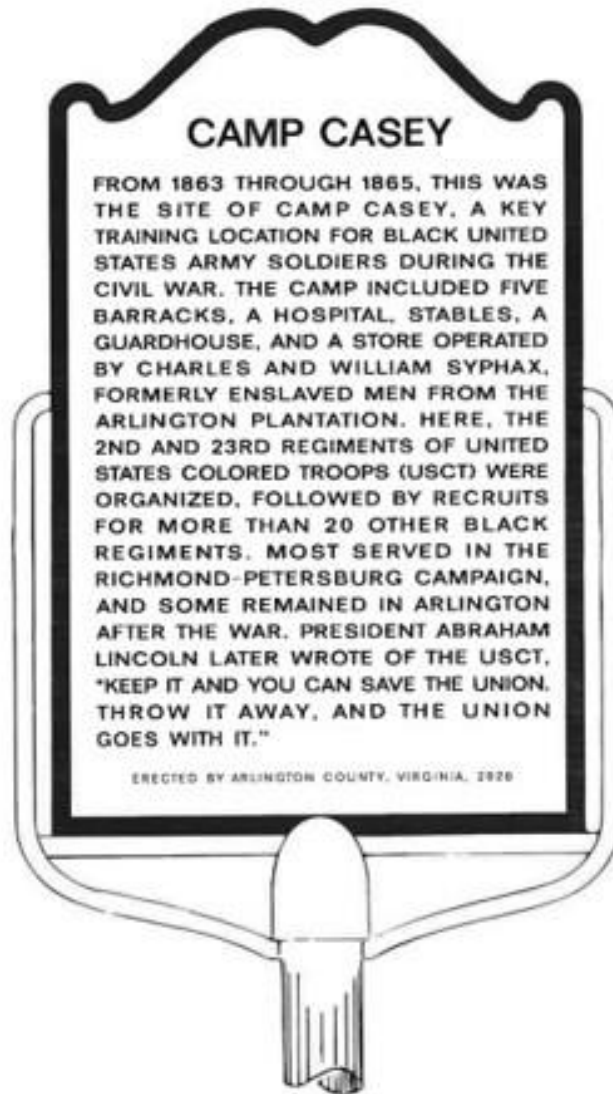 CAMP CASEY
FROM 1863 THROUGH 1865, THIS WAS
THE SITE OF CAMP CASEY, A KEY
TRAINING LOCATION FOR BLACK UNITED
STATES ARMY SOLDIERS DURING THE
CIVIL WAR. THE CAMP INCLUDED FIVE
BARRACKS, A HOSPITAL, STABLES, A
GUARDHOUSE, AND A STORE OPERATED
BY CHARLES AND WILLIAM SYPHAX,
FORMERLY ENSLAVED MEN FROM THE
ARLINGTON PLANTATION. HERE, THE
2ND AND 23RD REGIMENTS OF UNITED
STATES COLORED TROOPS (USCT) WERE
ORGANIZED, FOLLOWED BY RECRUITS
FOR MORE THAN 20 OTHER BLACK
REGIMENTS. MOST SERVED IN THE
RICHMOND-PETERSBURG CAMPAIGN,
AND SOME REMAINED IN ARLINGTON
AFTER THE WAR. PRESIDENT ABRAHAM
LINCOLN LATER WROTE OF THE USCT,
"KEEP IT AND YOU CAN SAVE THE UNION.
THROW IT AWAY, AND THE UNION
GOES WITH IT."
ERECTED BY ARLINGTON COUNTY, VIRGINIA,